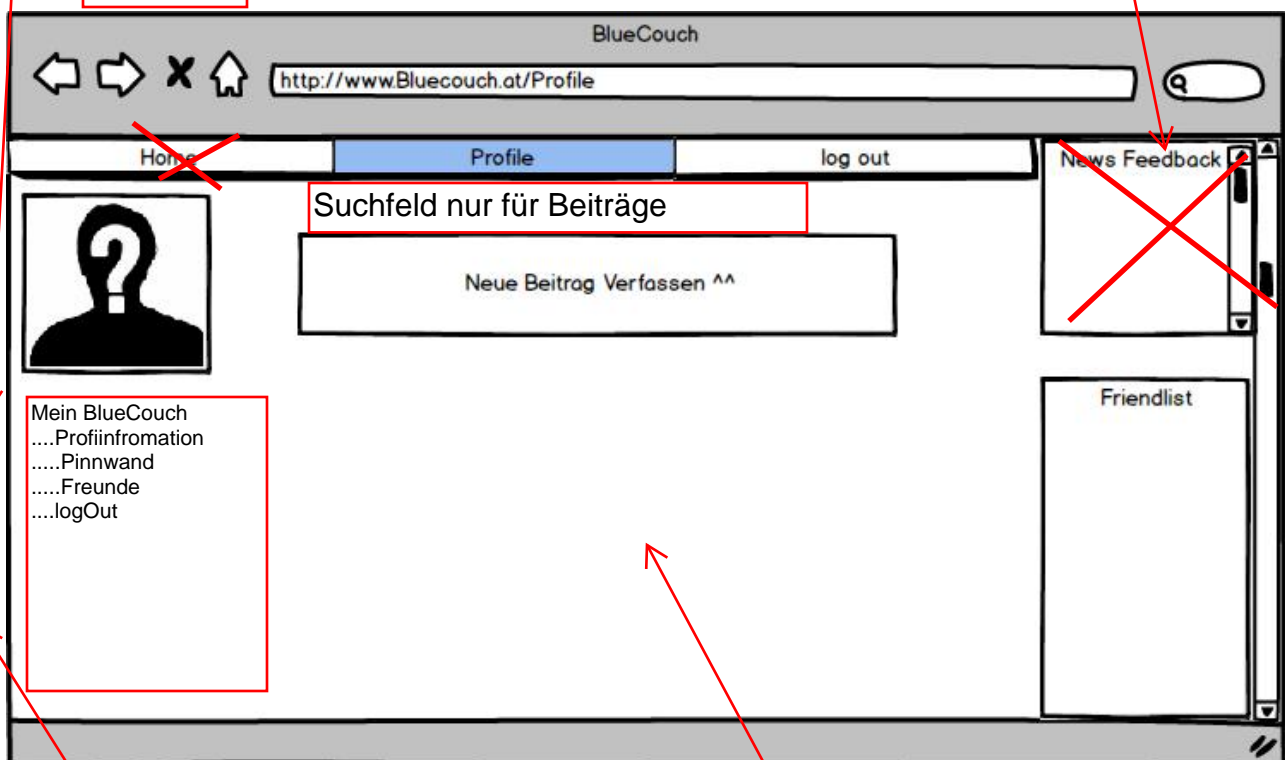 BlueCouch
http://www.Bluecouch.at/Profile
Home
Profile
log out
News Feedback
Suchfeld nur für Beiträge
Neue Beitrag Verfassen ^^
Mein BlueCouch
....Profiinfromation
.....Pinnwand
.....Freunde
....logOut
Friendlist